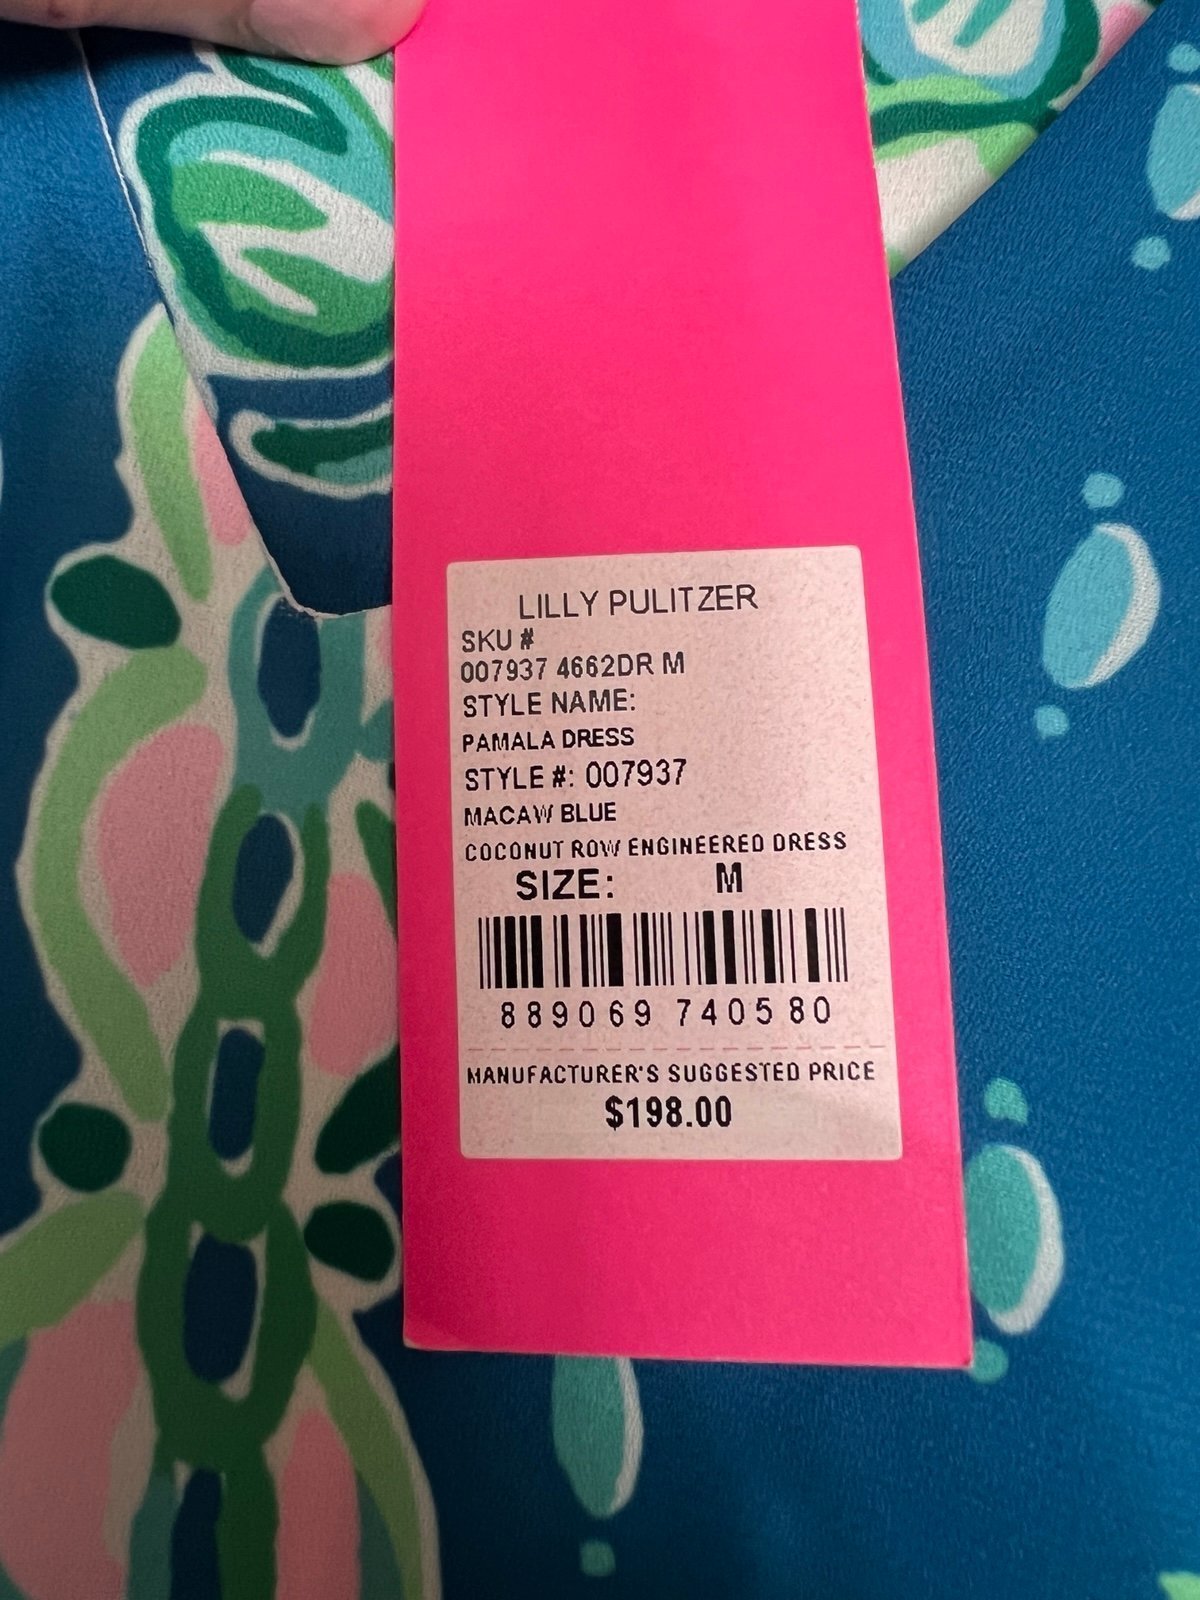 LILLY PULITZER
SKU #
007937 4662DR M
STYLE NAME:
PAMALA DRESS
STYLE #: 007937
MACAW BLUE
COCONUT ROW ENGINEERED DRESS
SIZE: M
889069 740580
MANUFACTURER'S SUGGESTED PRICE
$198.00